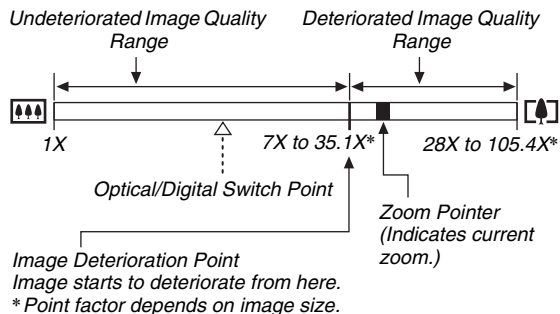 Undeteriorated Image Quality
Range
Deteriorated Image Quality
Range
1X
7X to 35.1X*
28X to 105.4X*
Optical/Digital Switch Point
Zoom Pointer
(Indicates current
zoom.)
Image Deterioration Point
Image starts to deteriorate from here.
* Point factor depends on image size.